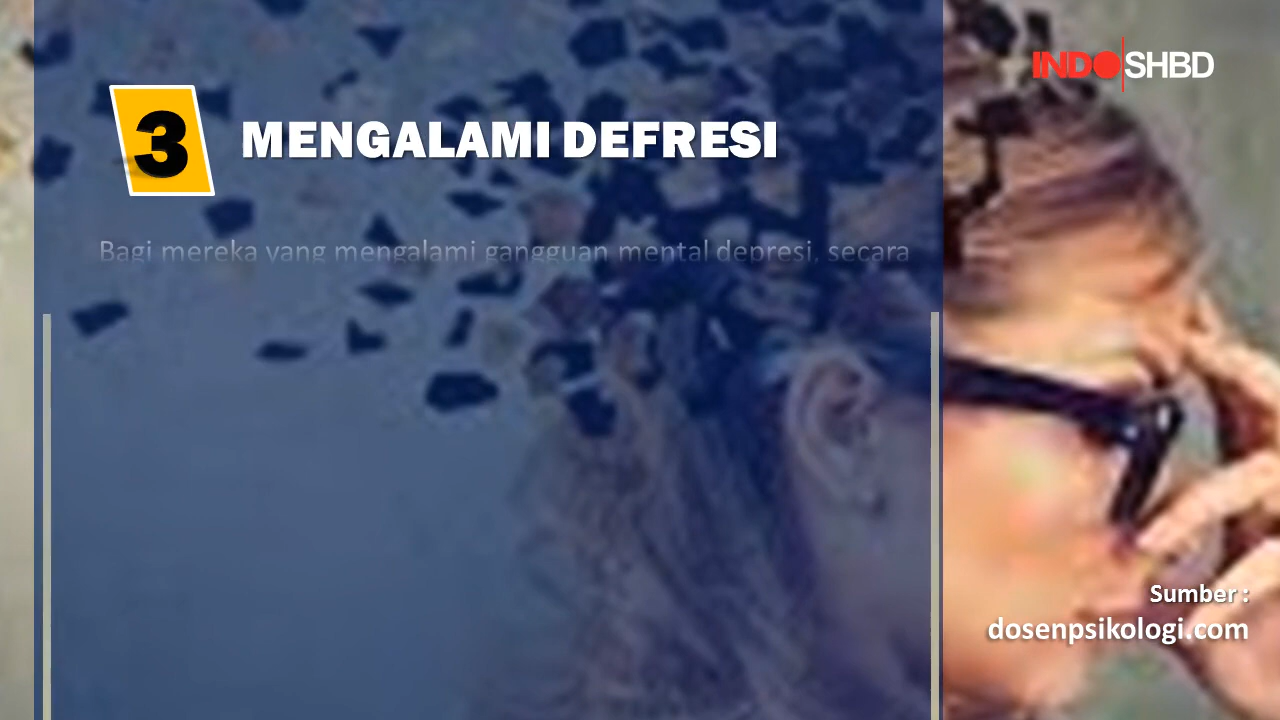 INDOSHBD
3 MENGALAMI DEFRESI
Bagi mereka yang mengalami gangguan mental depresi, secara
Sumber :
dosenpsikologi.com